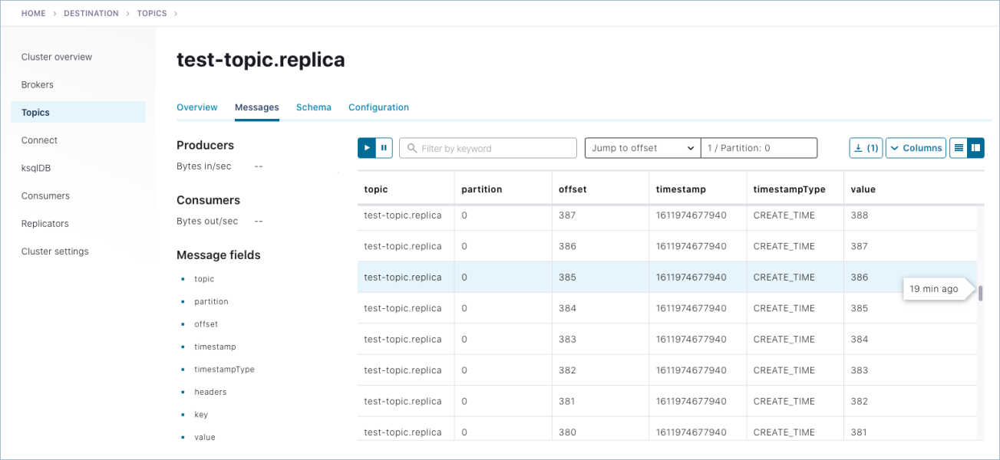 HOME > DESTINATION > TOPICS >
Cluster overview
Brokers
Topics
Connect
ksqlDB
Consumers
Replicators
Cluster settings
test-topic.replica
Overview Messages Schema Configuration
Producers
Bytes in/sec --
Consumers
Bytes out/sec --
Message fields
topic
partition
offset
timestamp
timestampType
headers
key
value
Filter by keyword Jump to offset 1 / Partition: 0 (1) Columns
topic partition offset timestamp timestampType value
test-topic.replica 0 387 1611974677940 CREATE_TIME 388
test-topic.replica 0 386 1611974677940 CREATE_TIME 387
test-topic.replica 0 385 1611974677940 CREATE_TIME 386
19 min ago
test-topic.replica 0 384 1611974677940 CREATE_TIME 385
test-topic.replica 0 383 1611974677940 CREATE_TIME 384
test-topic.replica 0 382 1611974677940 CREATE_TIME 383
test-topic.replica 0 381 1611974677940 CREATE_TIME 382
test-topic.replica 0 380 1611974677940 CREATE_TIME 381